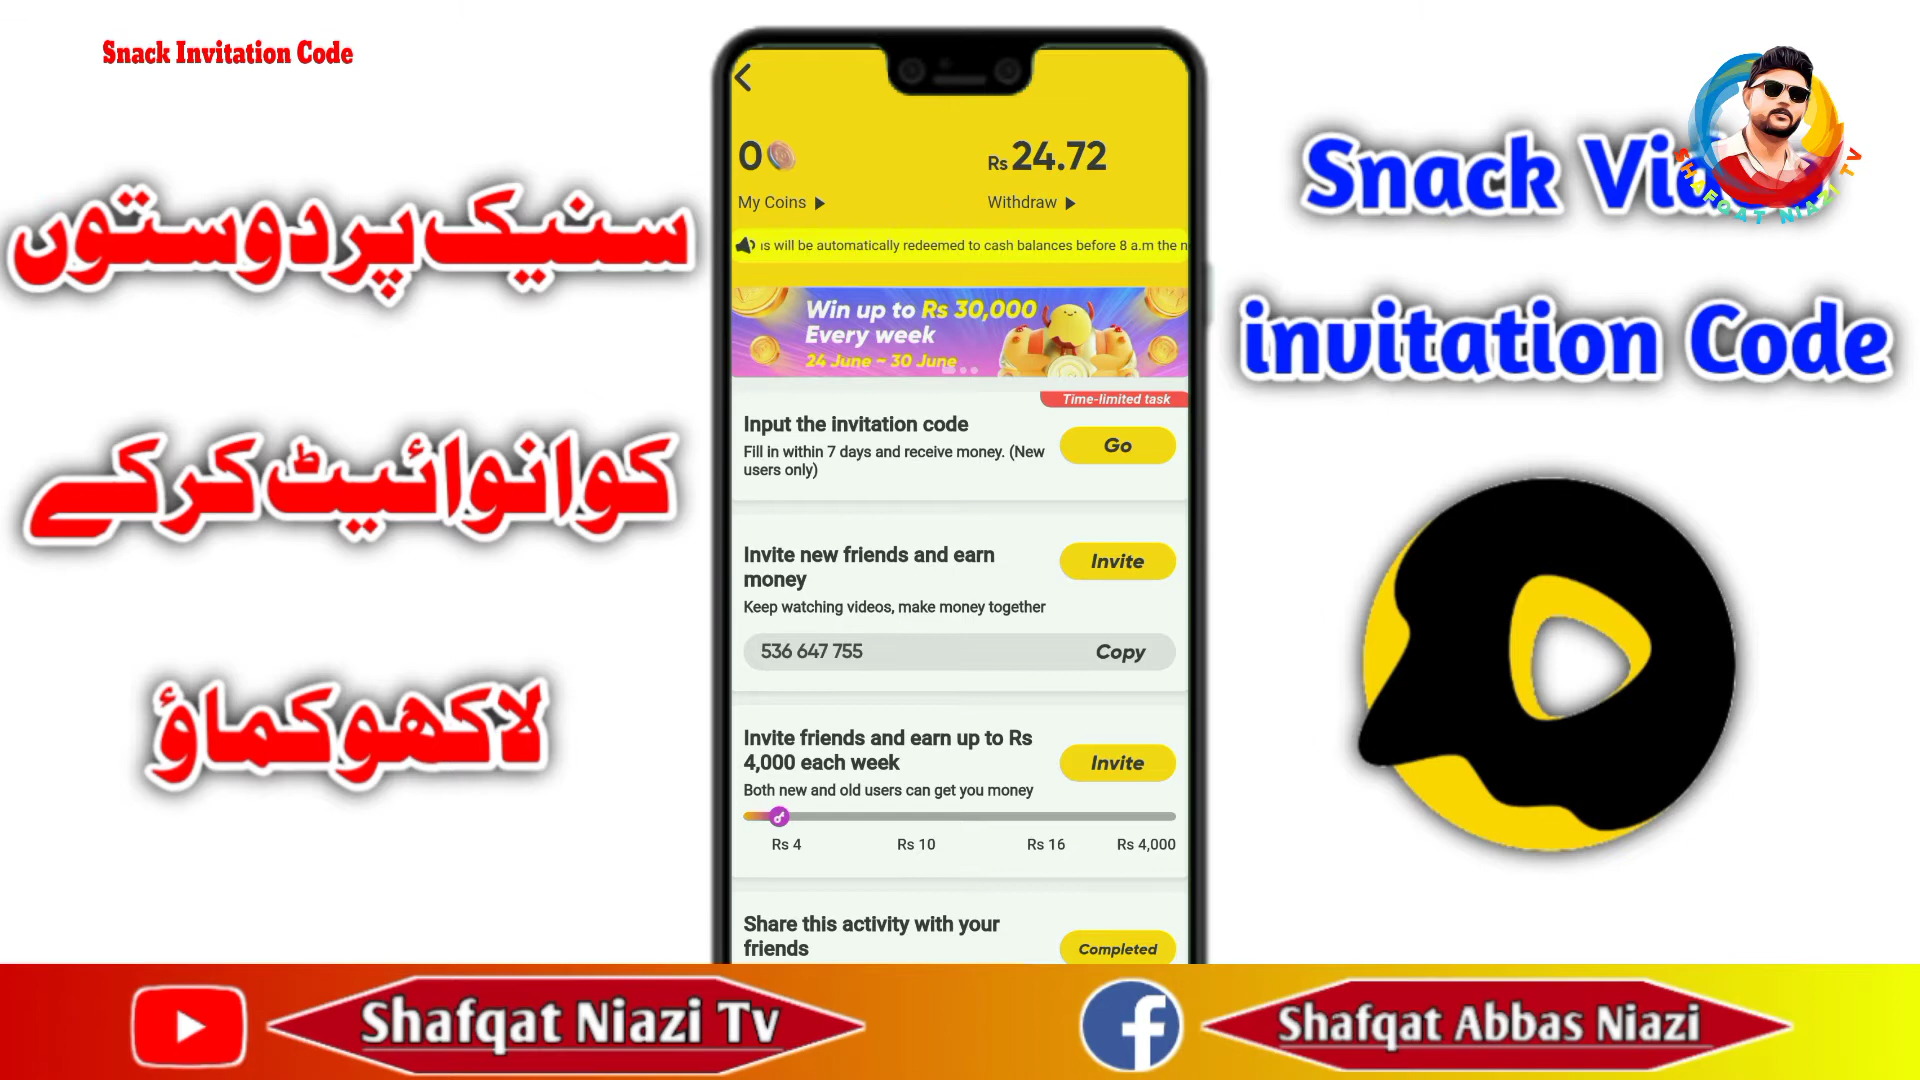 Snack Invitation Code
سنیک پر دوستوں
کو انوائیٹ کر کے
لاکھو کماؤ
0
Rs 24.72
My Coins
Withdraw
will be automatically redeemed to cash balances before 8 a.m the
Win up to Rs 30,000
Every week
24 June ~ 30 June
Time-limited task
Input the invitation code
Fill in within 7 days and receive money. (New
users only)
Go
Invite new friends and earn
money
Keep watching videos, make money together
Invite
536 647 755
Copy
Invite friends and earn up to Rs
4,000 each week
Both new and old users can get you money
Invite
Rs 4
Rs 10
Rs 16
Rs 4,000
Share this activity with your
friends
Completed
Snack
invitation Code
SHAFQAT NIAZI TV
Shafqat Niazi Tv
Shafqat Abbas Niazi